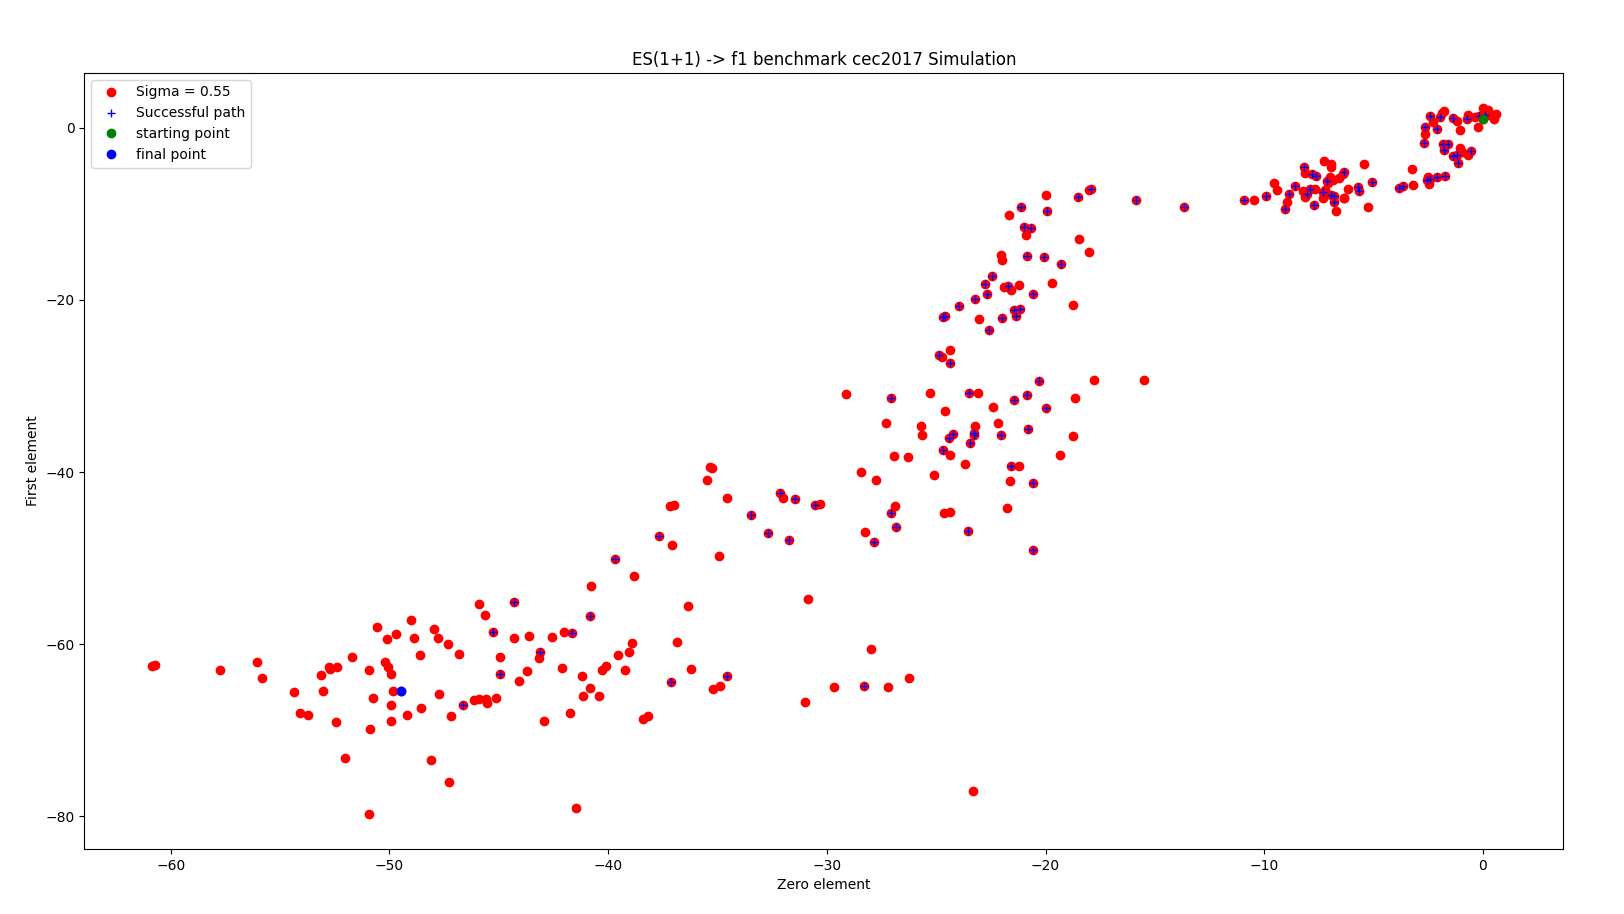 ES(1+1) -> f1 benchmark cec2017 Simulation
Sigma = 0.55
Successful path
starting point
final point
0
−20
−40
−60
−80
First element
−60
−50
−40
−30
−20
−10
0
Zero element